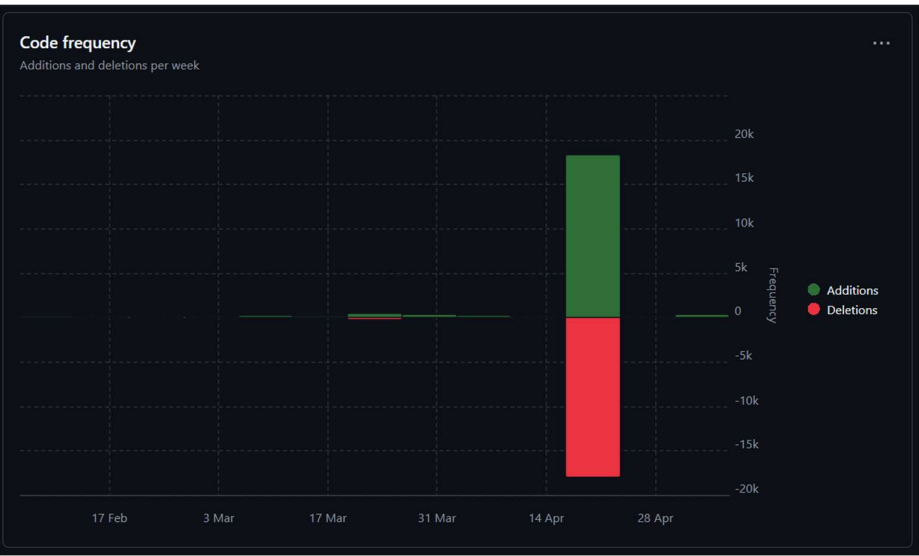 Code frequency
Additions and deletions per week
20k
15k
10k
5k
0
-5k
-10k
-15k
-20k
Frequency
Additions
Deletions
17 Feb
3 Mar
17 Mar
31 Mar
14 Apr
28 Apr